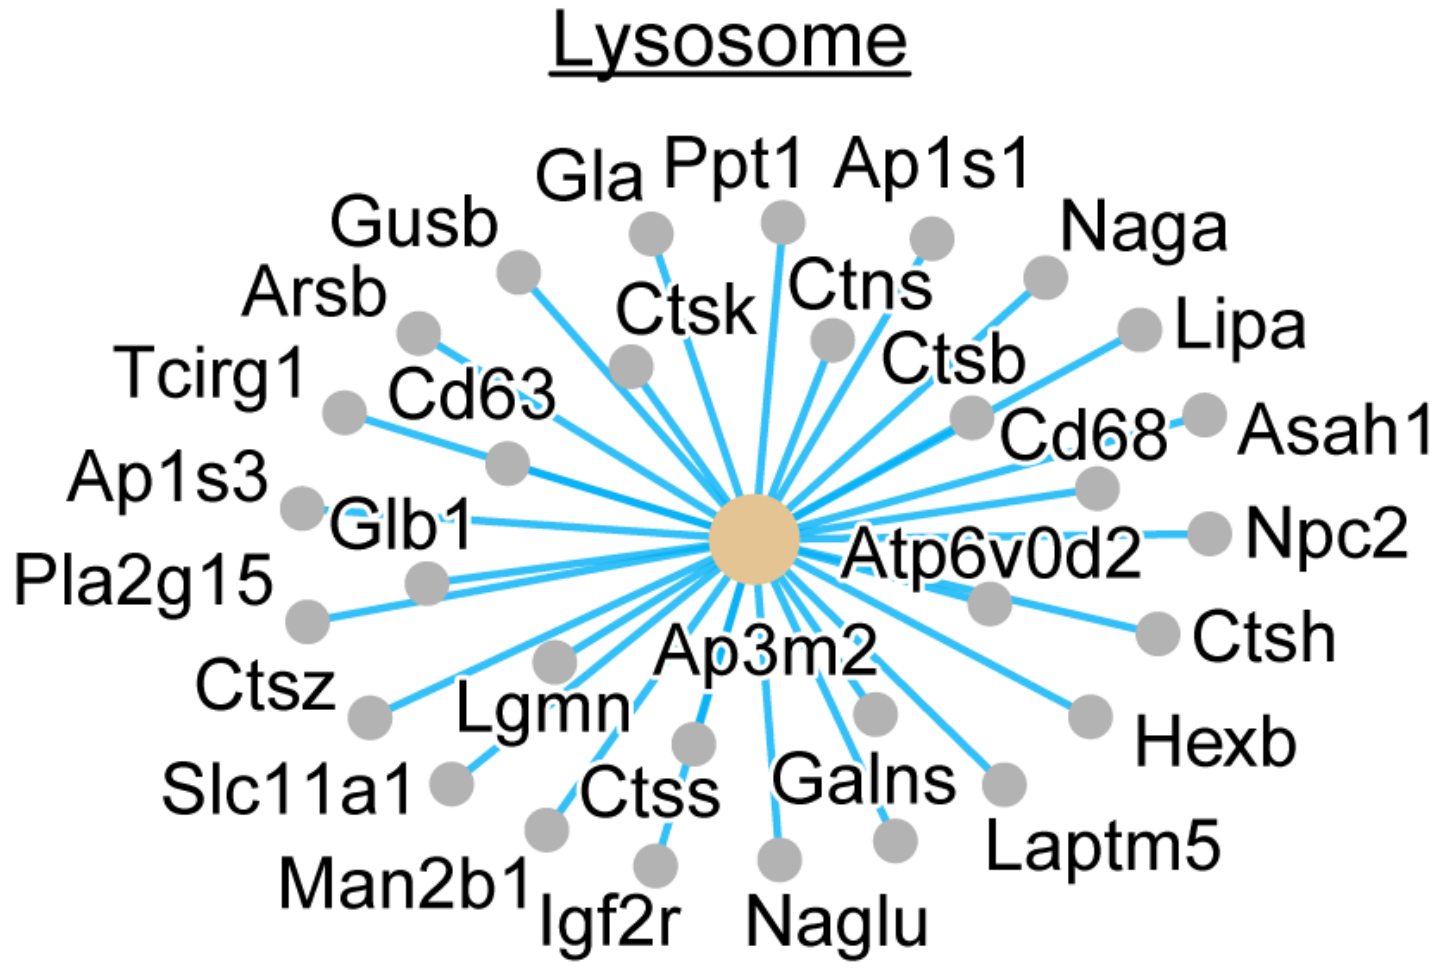 Lysosome
Gla
Ppt1
Ap1s1
Gusb
Naga
Arsb
Ctsk
Ctns
Lipa
Tcirg1
Cd63
Ctsb
Ap1s3
Cd68
Asah1
Glb1
Npc2
Pla2g15
Atp6v0d2
Ctsh
Ctsz
Lgmn
Ap3m2
Hexb
Slc11a1
Ctss
Galns
Laptm5
Man2b1
Igf2r
Naglu